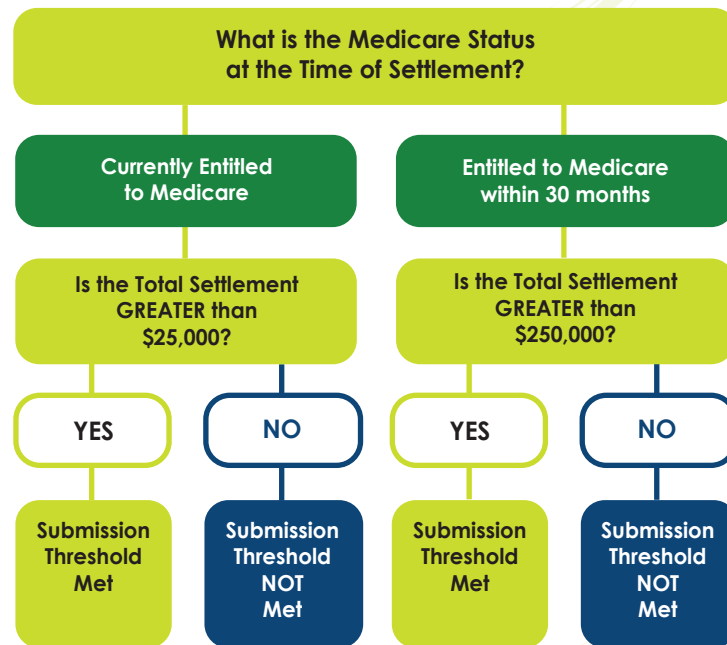 What is the Medicare Status
at the Time of Settlement?
Currently Entitled
to Medicare
Entitled to Medicare
within 30 months
Is the Total Settlement
GREATER than
$25,000?
Is the Total Settlement
GREATER than
$250,000?
YES
NO
YES
NO
Submission
Threshold
Met
Submission
Threshold
NOT
Met
Submission
Threshold
Met
Submission
Threshold
NOT
Met